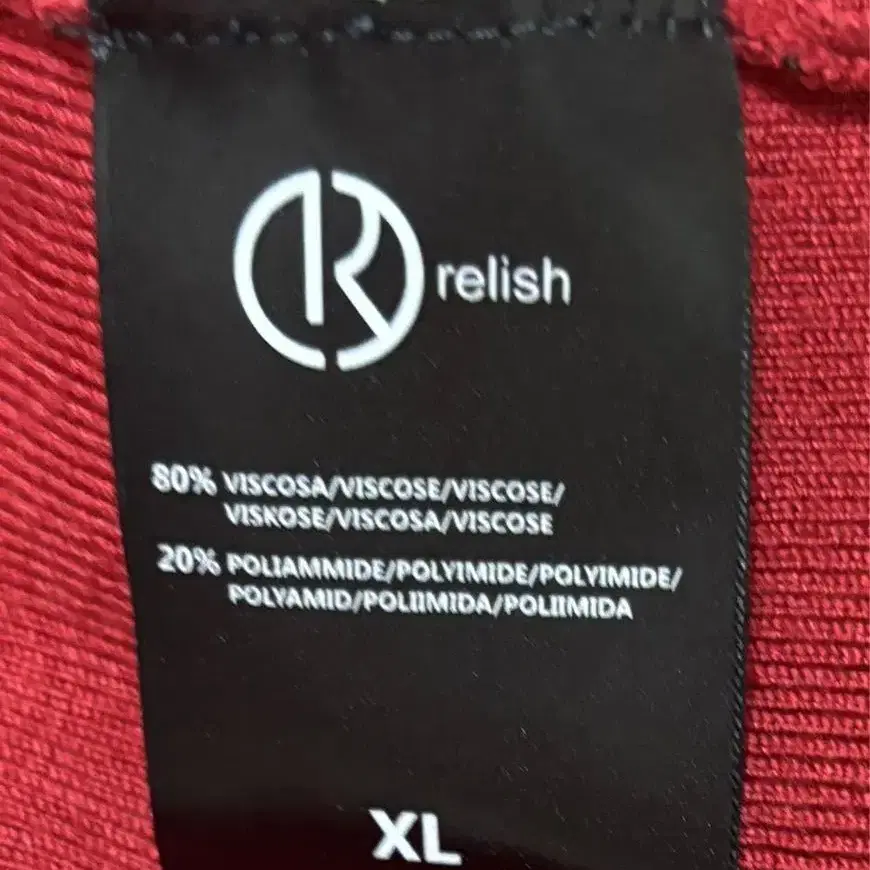 R relish
80% VISCOSA/VISCOSE/VISCOSE/
VISKOSE/VISCOSA/VISCOSE
20% POLIAMMIDE/POLYIMIDE/POLYIMIDE/
POLYAMID/POLIIMIDA/POLIIMIDA
XL